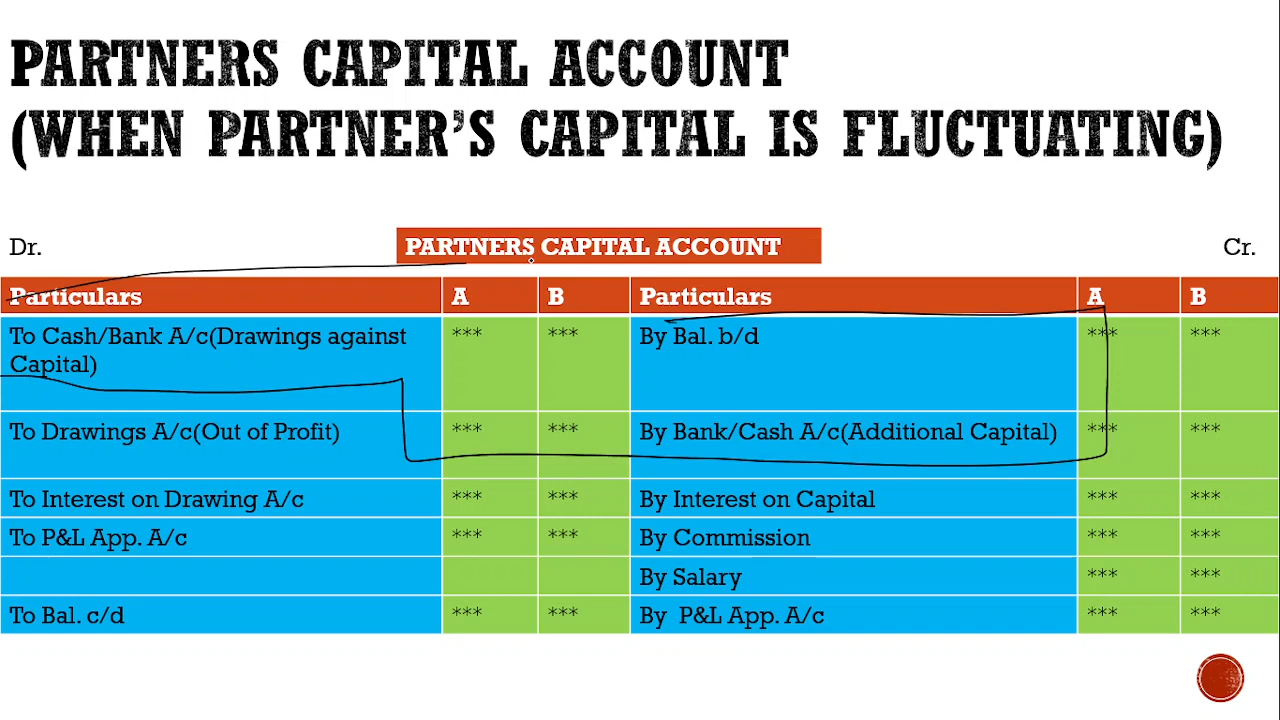 PARTNERS CAPITAL ACCOUNT
(WHEN PARTNER'S CAPITAL IS FLUCTUATING)
Dr. PARTNERS CAPITAL ACCOUNT Cr.
Particulars A B Particulars A B
To Cash/Bank A/c(Drawings against *** *** By Bal. b/d *** ***
Capital)
To Drawings A/c(Out of Profit) *** *** By Bank/Cash A/c(Additional Capital) *** ***
To Interest on Drawing A/c *** *** By Interest on Capital *** ***
To P&L App. A/c *** *** By Commission *** ***
By Salary *** ***
To Bal. c/d *** *** By P&L App. A/c *** ***